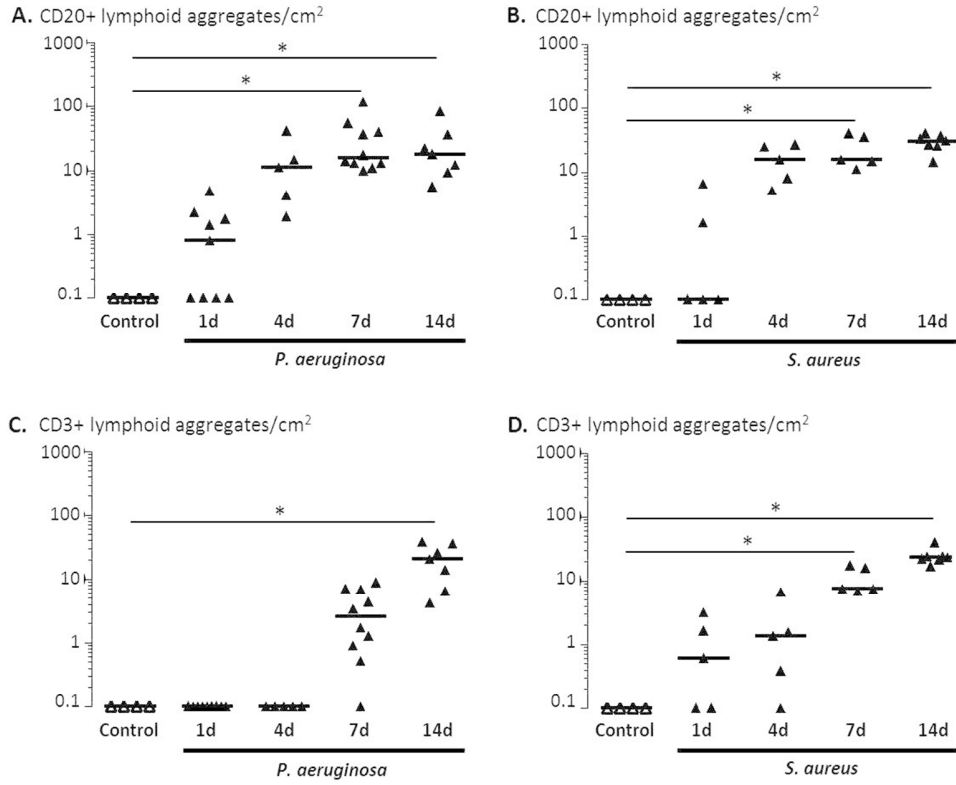 A. CD20+ lymphoid aggregates/cm²
1000
100
10
1
0.1
*
*
Control 1d 4d 7d 14d
P. aeruginosa
B. CD20+ lymphoid aggregates/cm²
1000
100
10
1
0.1
*
*
Control 1d 4d 7d 14d
S. aureus
C. CD3+ lymphoid aggregates/cm²
1000
100
10
1
0.1
*
Control 1d 4d 7d 14d
P. aeruginosa
D. CD3+ lymphoid aggregates/cm²
1000
100
10
1
0.1
*
*
Control 1d 4d 7d 14d
S. aureus